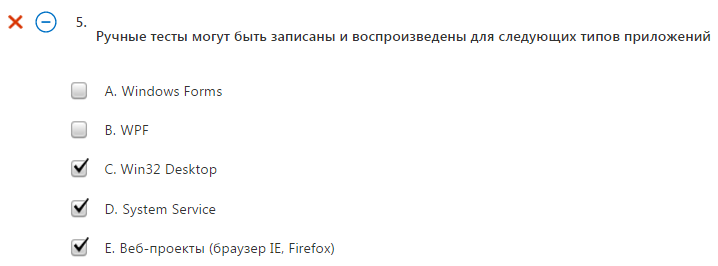 5.
Ручные тесты могут быть записаны и воспроизведены для следующих типов приложений
A. Windows Forms
B. WPF
C. Win32 Desktop
D. System Service
E. Веб-проекты (браузер IE, Firefox)